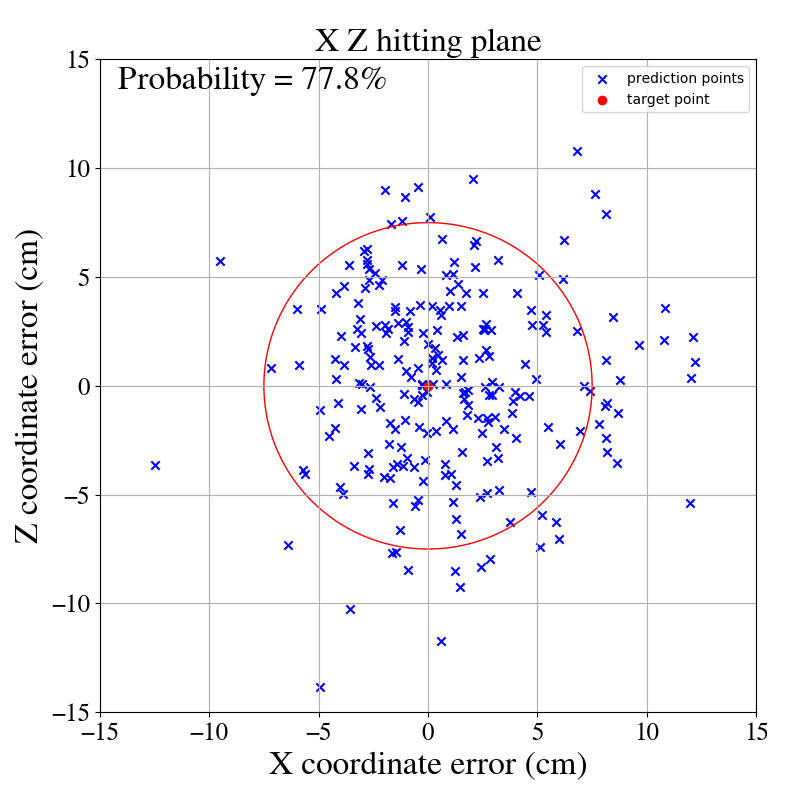 X Z hitting plane
Probability = 77.8%
prediction points
target point
15
10
5
0
−5
−10
−15
Z coordinate error (cm)
−15 −10 −5 0 5 10 15
X coordinate error (cm)